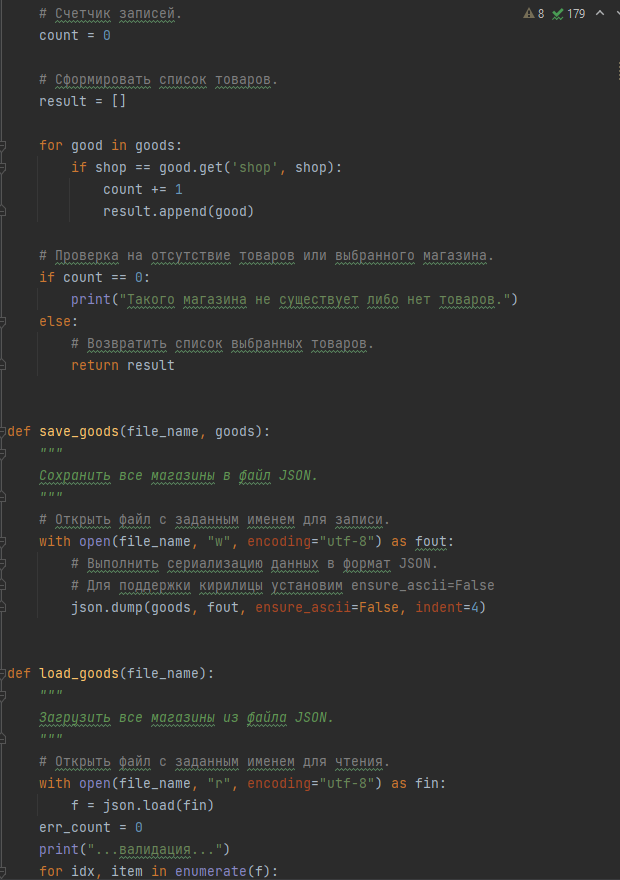 # Счетчик записей.
8 179
count = 0
# Сформировать список товаров.
result = []
for good in goods:
if shop == good.get('shop', shop):
count += 1
result.append(good)
# Проверка на отсутствие товаров или выбранного магазина.
if count == 0:
print("Такого магазина не существует либо нет товаров.")
else:
# Возвратить список выбранных товаров.
return result
def save_goods(file_name, goods):
"""
Сохранить все магазины в файл JSON.
"""
# Открыть файл с заданным именем для записи.
with open(file_name, "w", encoding="utf-8") as fout:
# Выполнить сериализацию данных в формат JSON.
# Для поддержки кирилицы установим ensure_ascii=False
json.dump(goods, fout, ensure_ascii=False, indent=4)
def load_goods(file_name):
"""
Загрузить все магазины из файла JSON.
"""
# Открыть файл с заданным именем для чтения.
with open(file_name, "r", encoding="utf-8") as fin:
f = json.load(fin)
err_count = 0
print("...валидация...")
for idx, item in enumerate(f):